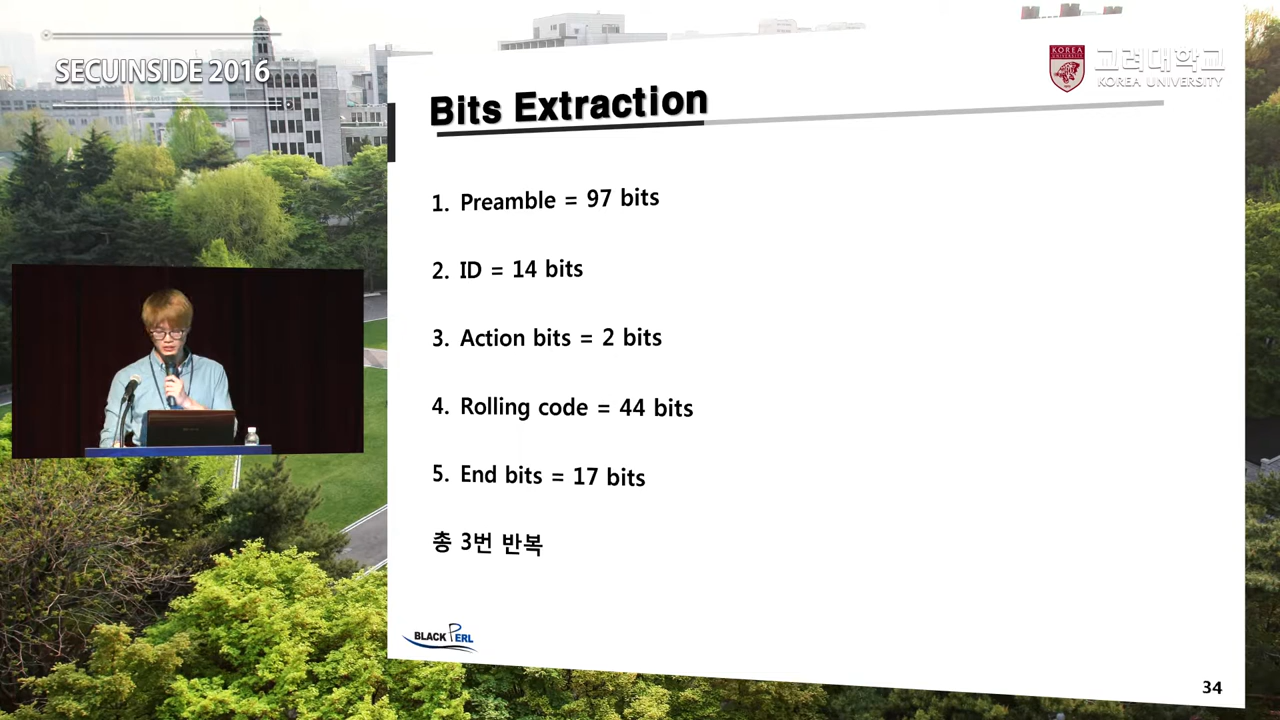 SECUINSIDE 2016
KOREA
고려대학교
KOREA UNIVERSITY
Bits Extraction
1. Preamble = 97 bits
2. ID = 14 bits
3. Action bits = 2 bits
4. Rolling code = 44 bits
5. End bits = 17 bits
총 3번 반복
BLACK PERL
34